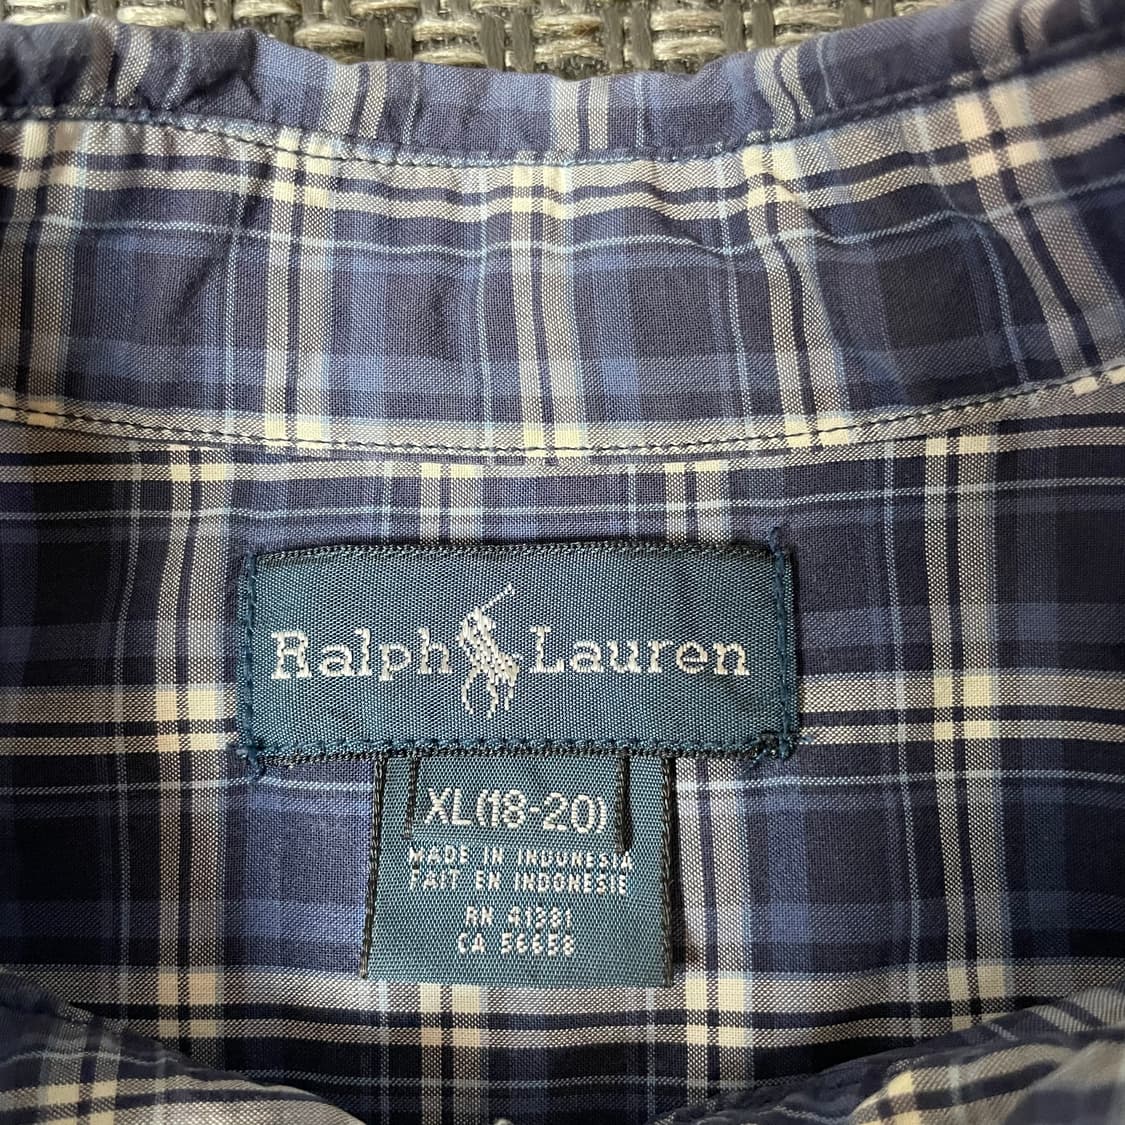 Ralph Lauren
XL(18-20)
MADE IN INDONESIA
FAIT EN INDONESIE
RN 41381
CA 56658